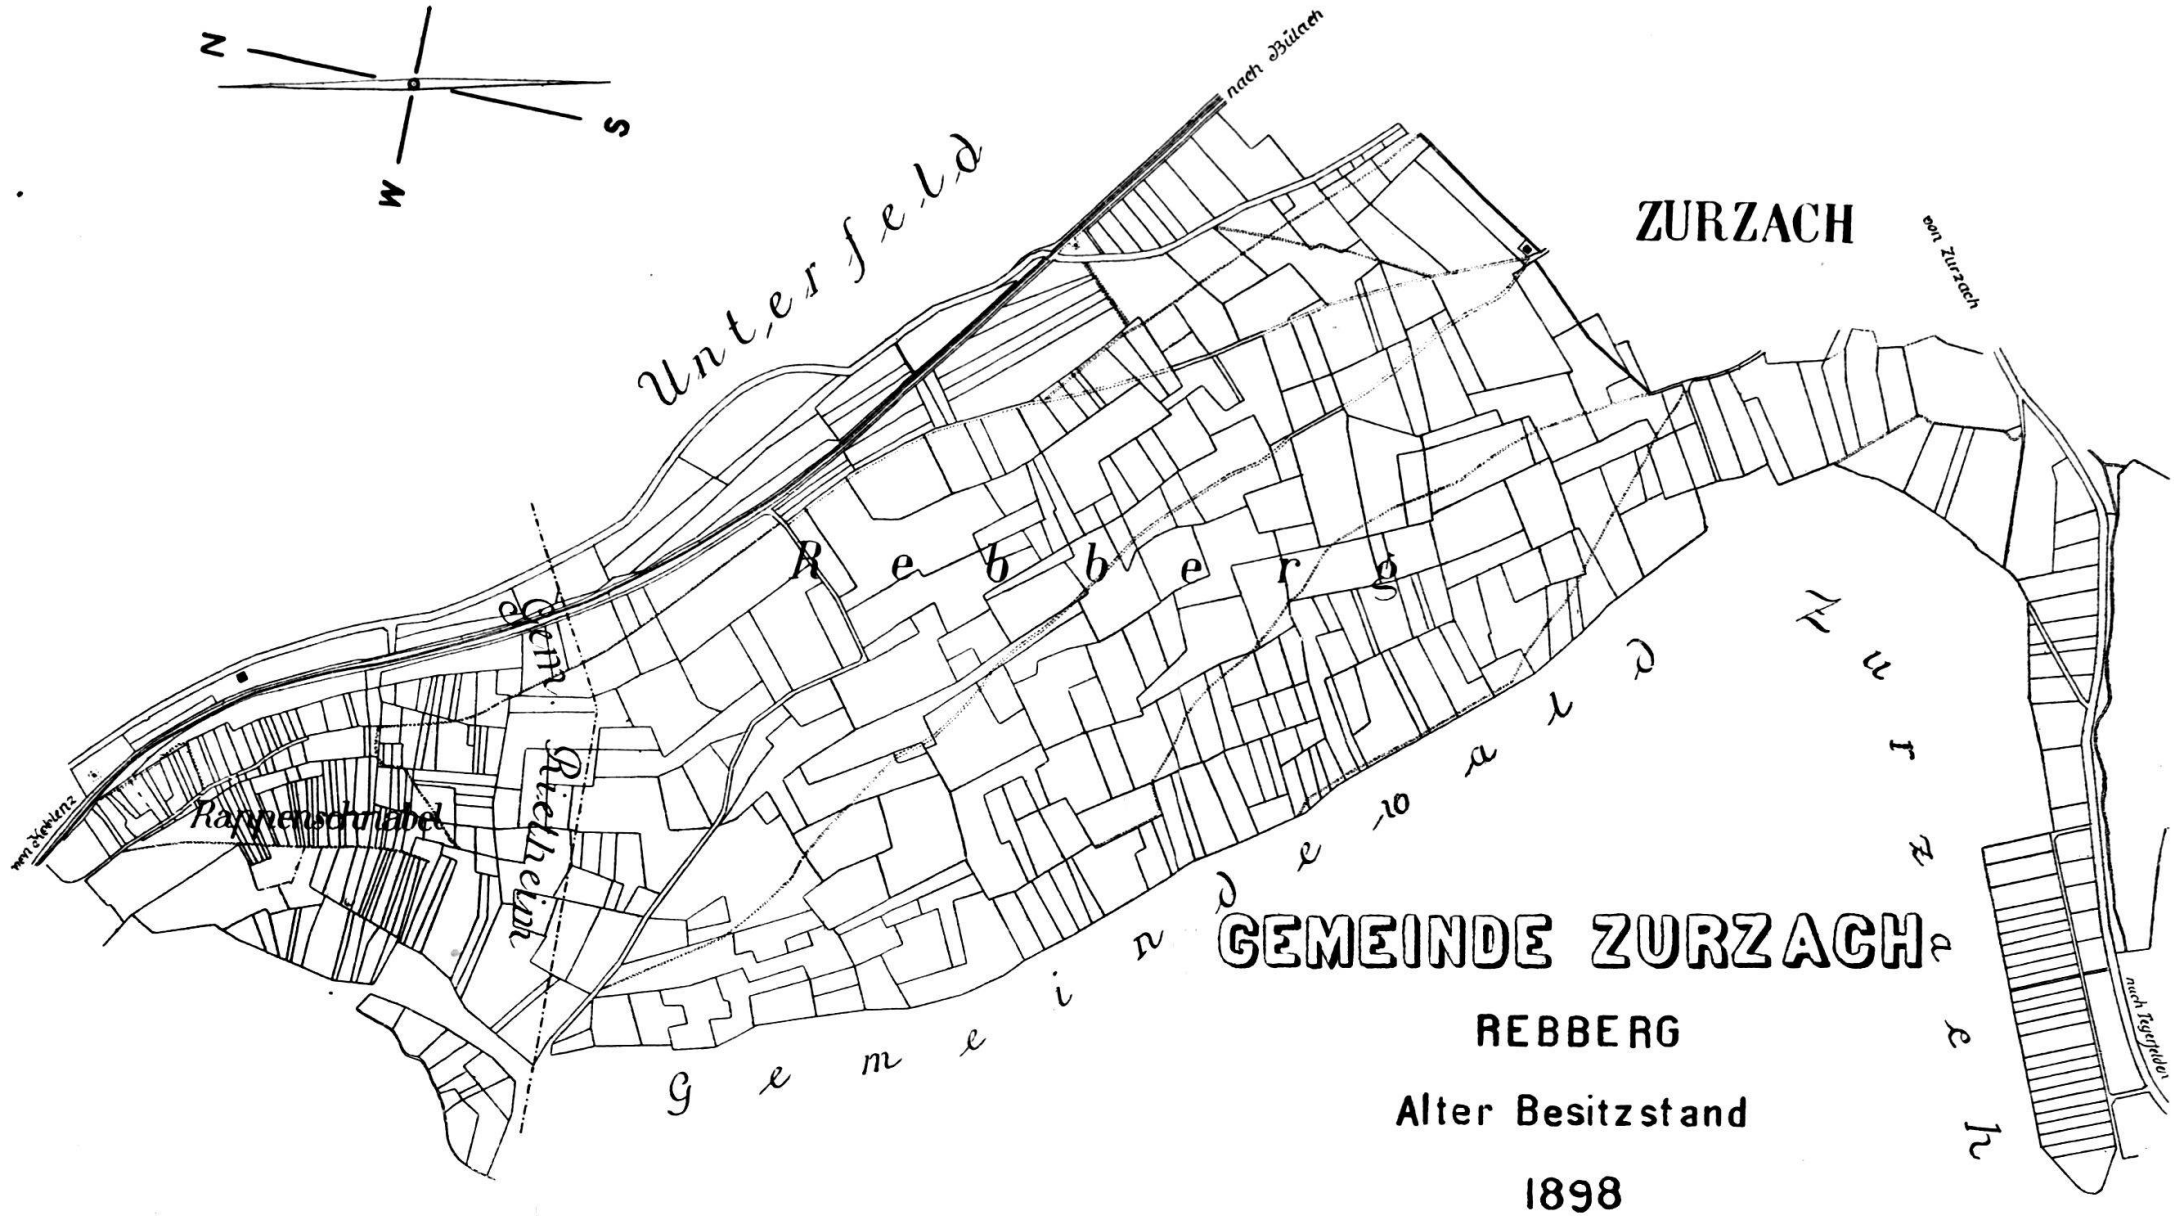 N
S
W
nach Bülach
Unterfeld
ZURZACH
von Zurzach
Rebberg
Gem. Rietheim
Rappenschnabel
von Koblenz
Gemeindewald Zurzach
GEMEINDE ZURZACH
REBBERG
Alter Besitzstand
1898
nach Tegerfelden